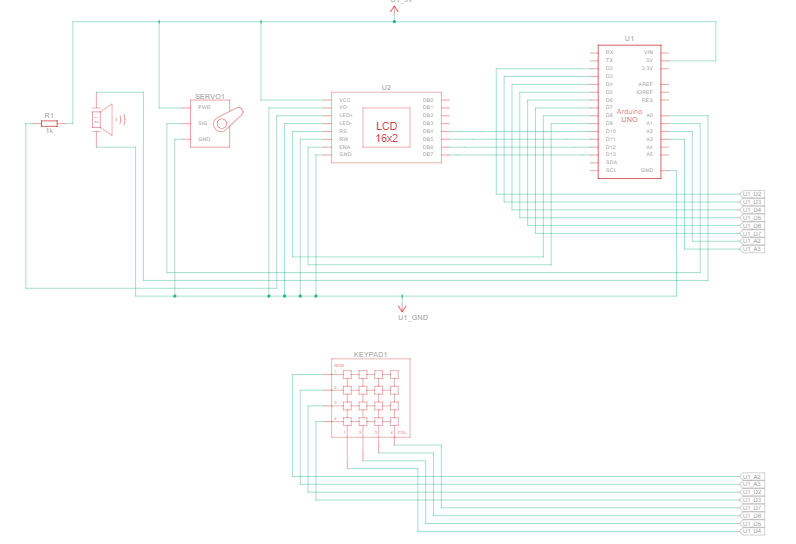 U1_5V
U1
RX
TX
D2
D3
D4
D5
D6
D7
D8
D9
D10
D11
D12
D13
SDA
SCL
Arduino
UNO
VIN
5V
3.3V
AREF
IOREF
RES
A0
A1
A2
A3
A4
A5
GND
R1
1k
SERVO1
PWR
SIG
GND
U2
VCC
VO
LED+
LED-
RS
RW
ENA
GND
LCD
16x2
DB0
DB1
DB2
DB3
DB4
DB5
DB6
DB7
U1_D2
U1_D3
U1_D4
U1_D5
U1_D6
U1_D7
U1_A2
U1_A3
U1_GND
KEYPAD1
ROW
1
2
3
4
1 2 3 4 COL
U1_A2
U1_A3
U1_D2
U1_D3
U1_D7
U1_D6
U1_D5
U1_D4